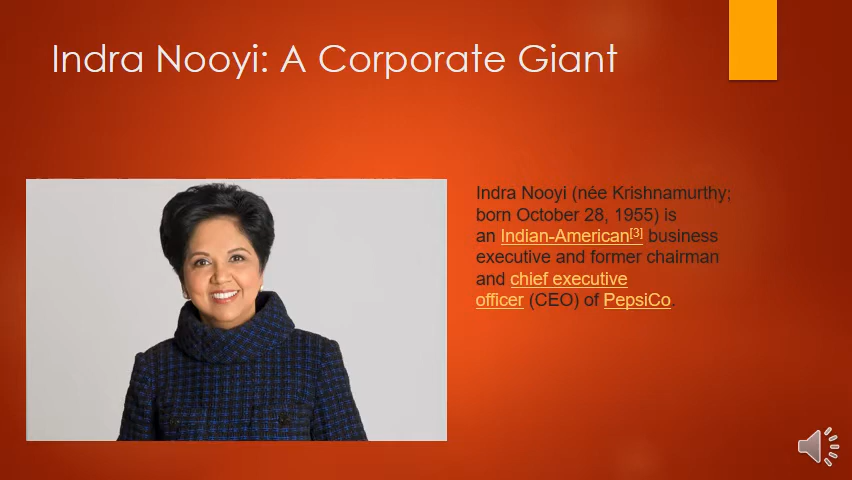 Indra Nooyi: A Corporate Giant
Indra Nooyi (née Krishnamurthy;
born October 28, 1955) is
an Indian-American[3] business
executive and former chairman
and chief executive
officer (CEO) of PepsiCo.